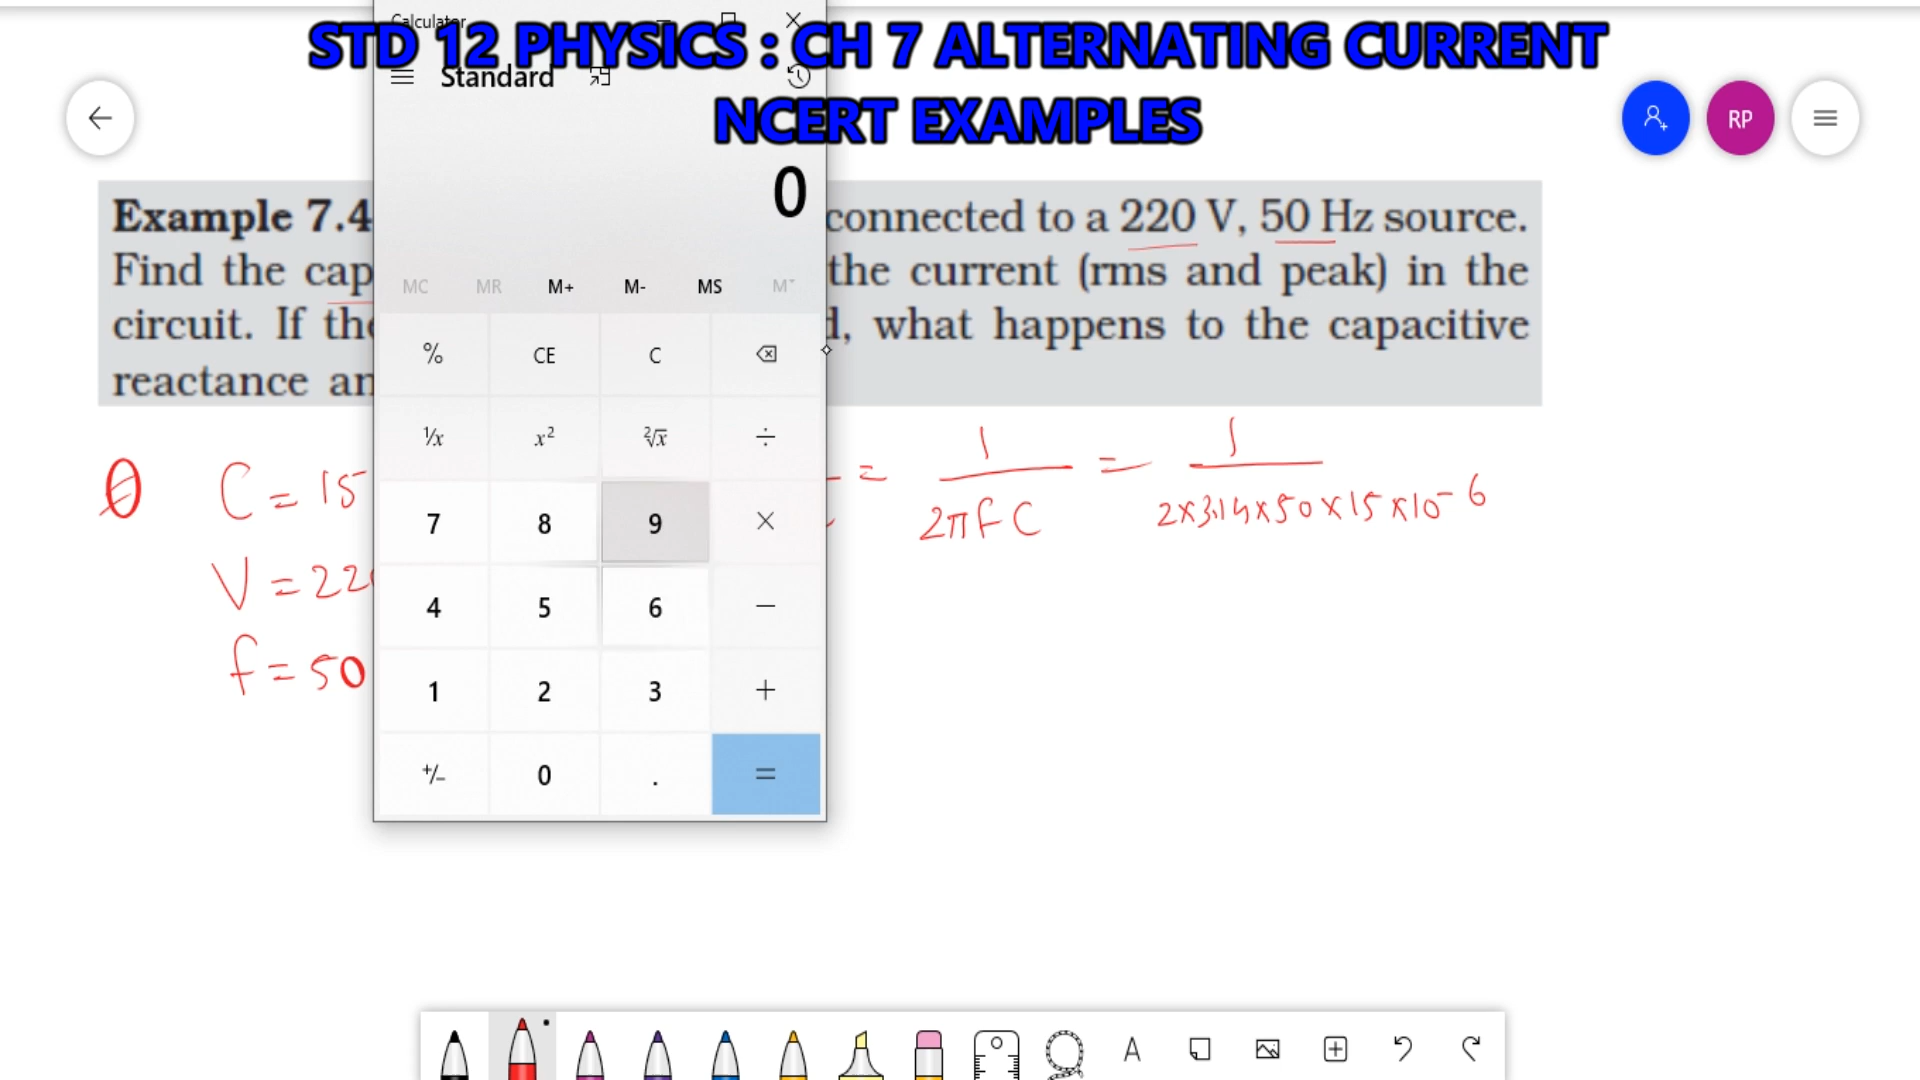 Calculator
STD 12 PHYSICS : CH 7 ALTERNATING CURRENT
Standard
NCERT EXAMPLES
RP
0
Example 7.4 connected to a 220 V, 50 Hz source.
Find the cap the current (rms and peak) in the
circuit. If the d, what happens to the capacitive
reactance an
MC MR M+ M- MS M˅
% CE C
⅟x x² ²√x ÷
7 8 9 ×
4 5 6 −
1 2 3 +
+/− 0 . =
C = 15
V = 220
f = 50
= 1 / 2πfC = 1 / 2×3.14×50×15×10⁻⁶
A